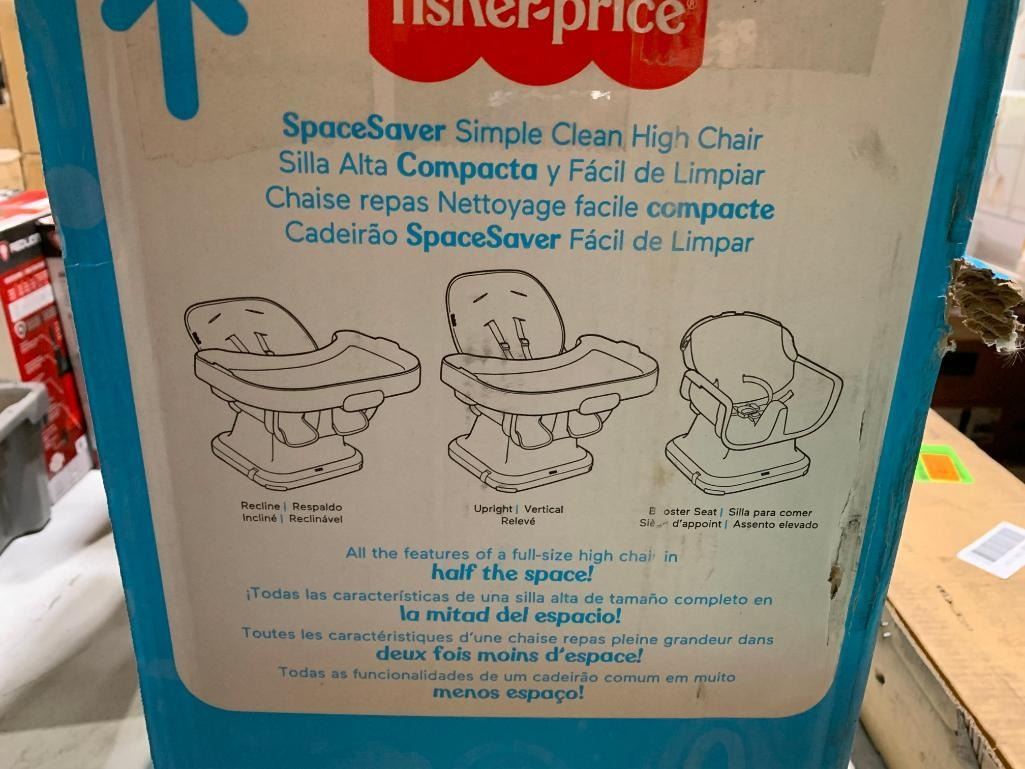 fisher-price®
SpaceSaver Simple Clean High Chair
Silla Alta Compacta y Fácil de Limpiar
Chaise repas Nettoyage facile compacte
Cadeirão SpaceSaver Fácil de Limpar
Recline | Respaldo
Incliné | Reclinável
Upright | Vertical
Relevé
B oster Seat | Silla para comer
d'appoint | Assento elevado
All the features of a full-size high chair in
half the space!
¡Todas las características de una silla alta de tamaño completo en
la mitad del espacio!
Toutes les caractéristiques d'une chaise repas pleine grandeur dans
deux fois moins d'espace!
Todas as funcionalidades de um cadeirão comum em muito
menos espaço!